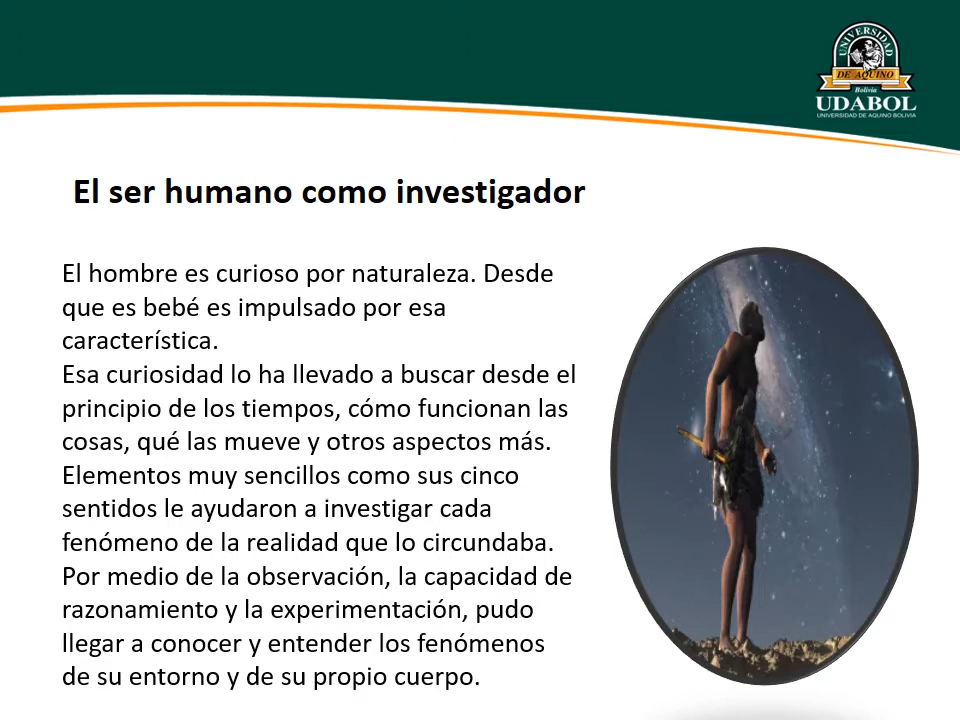 UNIVERSIDAD
DE AQUINO
Bolivia
UDABOL
UNIVERSIDAD DE AQUINO BOLIVIA
El ser humano como investigador
El hombre es curioso por naturaleza. Desde
que es bebé es impulsado por esa
característica.
Esa curiosidad lo ha llevado a buscar desde el
principio de los tiempos, cómo funcionan las
cosas, qué las mueve y otros aspectos más.
Elementos muy sencillos como sus cinco
sentidos le ayudaron a investigar cada
fenómeno de la realidad que lo circundaba.
Por medio de la observación, la capacidad de
razonamiento y la experimentación, pudo
llegar a conocer y entender los fenómenos
de su entorno y de su propio cuerpo.